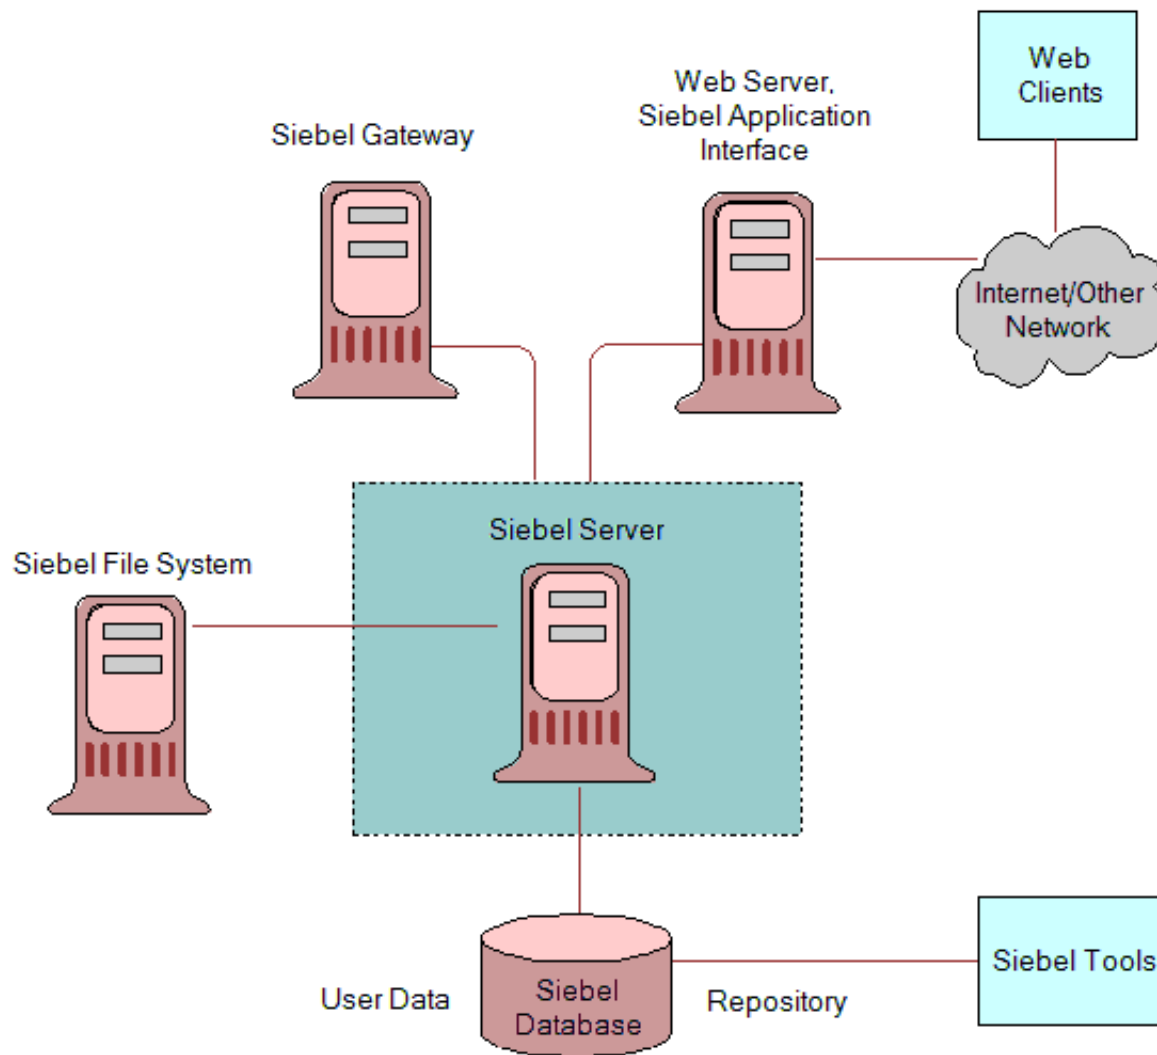 Web
Clients
Web Server,
Siebel Application
Interface
Siebel Gateway
Internet/Other
Network
Siebel Server
Siebel File System
Siebel Tools
User Data
Siebel
Database
Repository